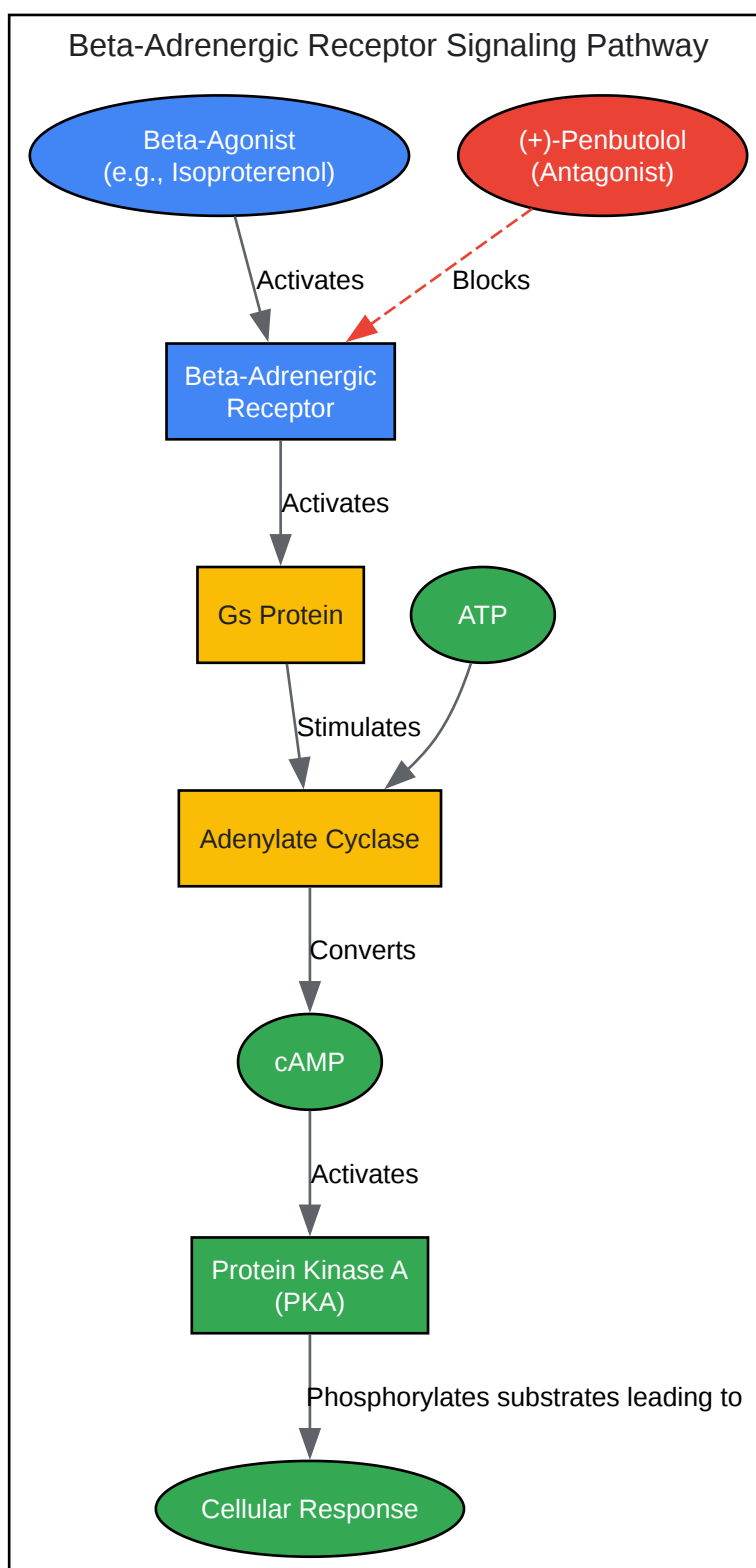 Beta-Adrenergic Receptor Signaling Pathway
Beta-Agonist
(e.g., Isoproterenol)
(+)-Penbutolol
(Antagonist)
Activates
Blocks
Beta-Adrenergic
Receptor
Activates
Gs Protein
ATP
Stimulates
Adenylate Cyclase
Converts
cAMP
Activates
Protein Kinase A
(PKA)
Phosphorylates substrates leading to
Cellular Response